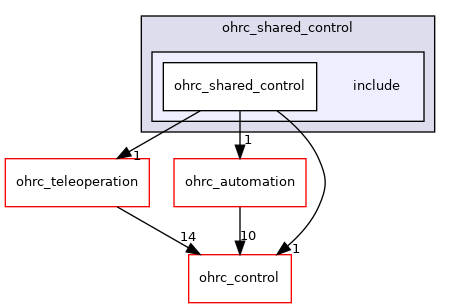 ohrc_shared_control
ohrc_shared_control
include
1
1
ohrc_teleoperation
ohrc_automation
14
10
1
ohrc_control